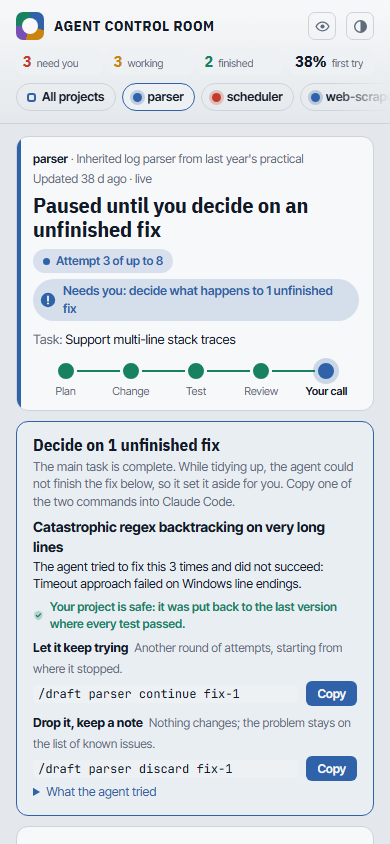 AGENT CONTROL ROOM
3 need you 3 working 2 finished 38% first try
All projects parser scheduler web-scrap
parser · Inherited log parser from last year's practical
Updated 38 d ago · live
Paused until you decide on an
unfinished fix
Attempt 3 of up to 8
Needs you: decide what happens to 1 unfinished
fix
Task: Support multi-line stack traces
Plan Change Test Review Your call
Decide on 1 unfinished fix
The main task is complete. While tidying up, the agent could
not finish the fix below, so it set it aside for you. Copy one of
the two commands into Claude Code.
Catastrophic regex backtracking on very long
lines
The agent tried to fix this 3 times and did not succeed:
Timeout approach failed on Windows line endings.
Your project is safe: it was put back to the last version
where every test passed.
Let it keep trying Another round of attempts, starting from
where it stopped.
/draft parser continue fix-1 Copy
Drop it, keep a note Nothing changes; the problem stays on
the list of known issues.
/draft parser discard fix-1 Copy
What the agent tried